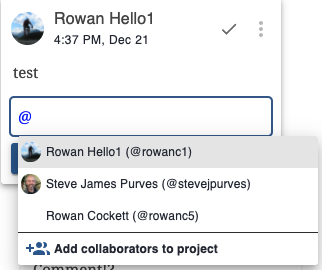 Rowan Hello1
4:37 PM, Dec 21
test
@
Rowan Hello1 (@rowanc1)
Steve James Purves (@stevejpurves)
Rowan Cockett (@rowanc5)
Add collaborators to project
Comment!?